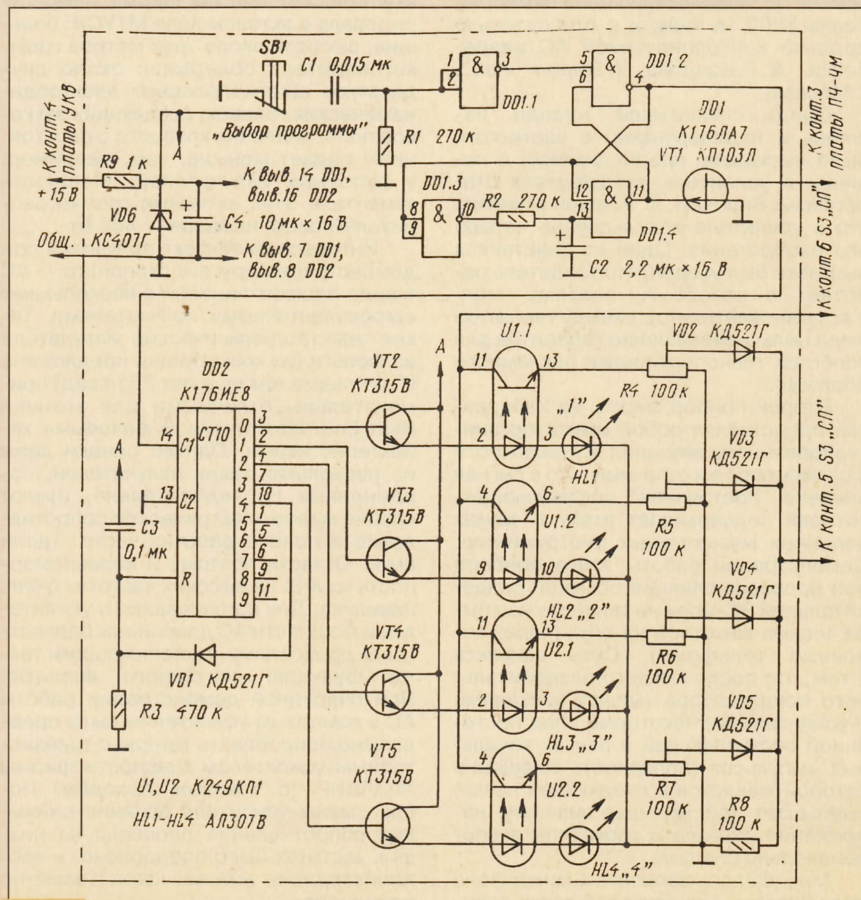 SB1
„Выбор программы"
C1 0,015 мк
1
2
&
3
DD1.1
5
6
&
4
DD1.2
R1
270 к
8
9
&
10
DD1.3
R2 270 к
12
13
&
11
DD1.4
C2 2,2 мк × 16 В
DD1
К176ЛА7
VT1 КП103Л
К конт.3
платы ПЧ-ЧМ
К конт.6 S3 „СП"
К конт.4
платы УКВ
А
R9 1 к
+15 В
Общ.
VD6
КС407Г
+
C4
10 мк × 16 В
К выв. 14 DD1,
выв.16 DD2
К выв. 7 DD1,
выв. 8 DD2
DD2
К176ИЕ8
CT10
14
C1
13
C2
R
0
1
2
3
4
5
6
7
8
9
3
2
4
7
10
1
5
6
9
11
А
C3
0,1 мк
VD1 КД521Г
R3 470 к
U1,U2 К249КП1
HL1-HL4 АЛ307В
VT2
КТ315В
VT3
КТ315В
VT4
КТ315В
VT5
КТ315В
А
U1.1
11
13
2
3
„1"
HL1
4
6
U1.2
9
10
HL2 „2"
11
13
U2.1
2
3
HL3 „3"
4
6
U2.2
HL4 „4"
R4 100 к
R5
100 к
R6
100 к
R7
100 к
R8
100 к
VD2 КД521Г
VD3
КД521Г
VD4
КД521Г
VD5
КД521Г
К конт.5 S3 „СП"